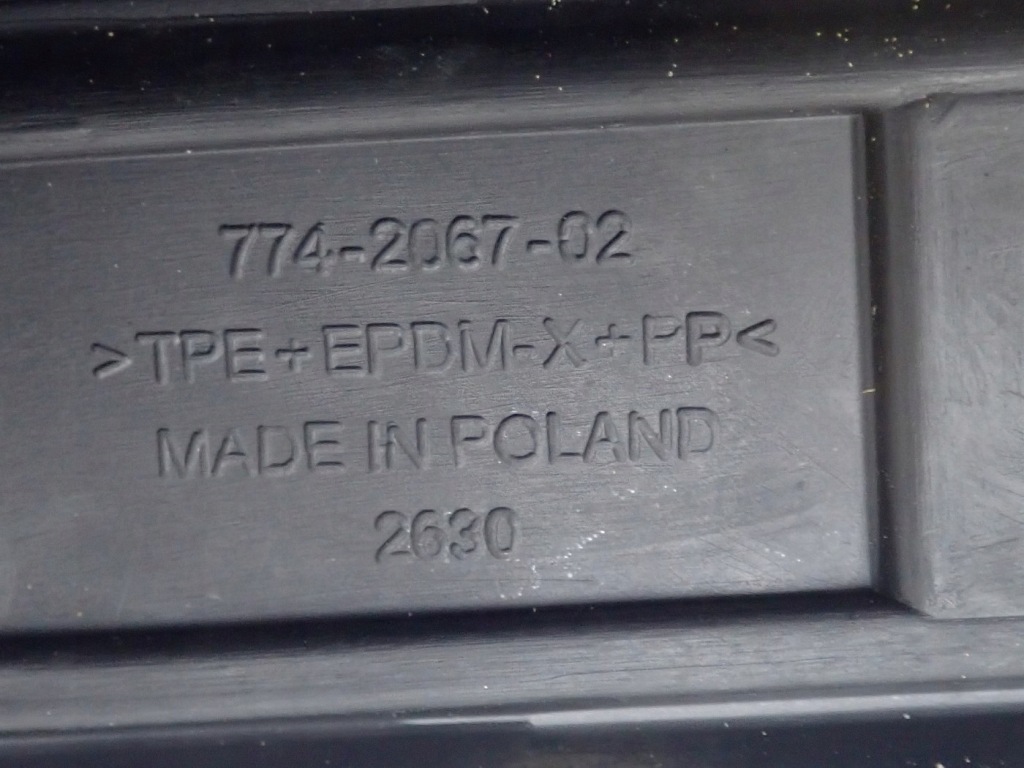 774-2067-02
>TPE+EPDM-X+PP<
MADE IN POLAND
2630